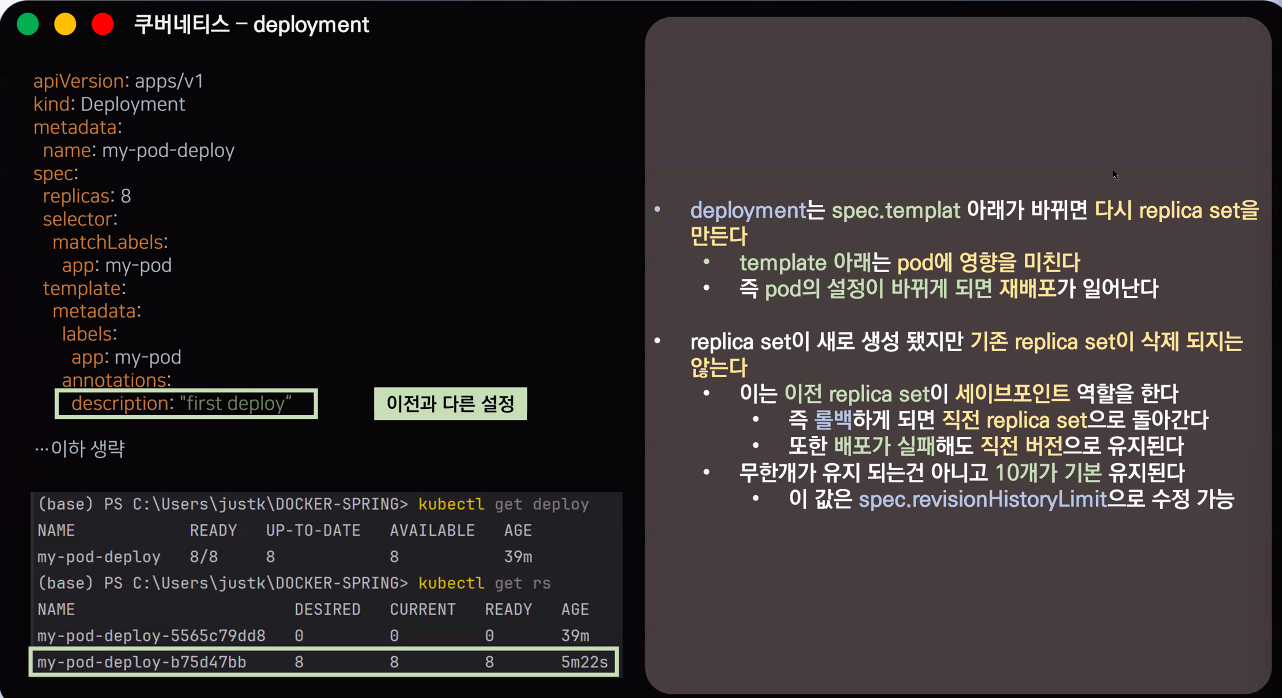 쿠버네티스 – deployment
apiVersion: apps/v1
kind: Deployment
metadata:
name: my-pod-deploy
spec:
replicas: 8
selector:
matchLabels:
app: my-pod
template:
metadata:
labels:
app: my-pod
annotations:
description: "first deploy“
이전과 다른 설정
…이하 생략
(base) PS C:\Users\justk\DOCKER-SPRING> kubectl get deploy
NAME READY UP-TO-DATE AVAILABLE AGE
my-pod-deploy 8/8 8 8 39m
(base) PS C:\Users\justk\DOCKER-SPRING> kubectl get rs
NAME DESIRED CURRENT READY AGE
my-pod-deploy-5565c79dd8 0 0 0 39m
my-pod-deploy-b75d47bb 8 8 8 5m22s
• deployment는 spec.templat 아래가 바뀌면 다시 replica set을
만든다
• template 아래는 pod에 영향을 미친다
• 즉 pod의 설정이 바뀌게 되면 재배포가 일어난다
• replica set이 새로 생성 됐지만 기존 replica set이 삭제 되지는
않는다
• 이는 이전 replica set이 세이브포인트 역할을 한다
• 즉 롤백하게 되면 직전 replica set으로 돌아간다
• 또한 배포가 실패해도 직전 버전으로 유지된다
• 무한개가 유지 되는건 아니고 10개가 기본 유지된다
• 이 값은 spec.revisionHistoryLimit으로 수정 가능